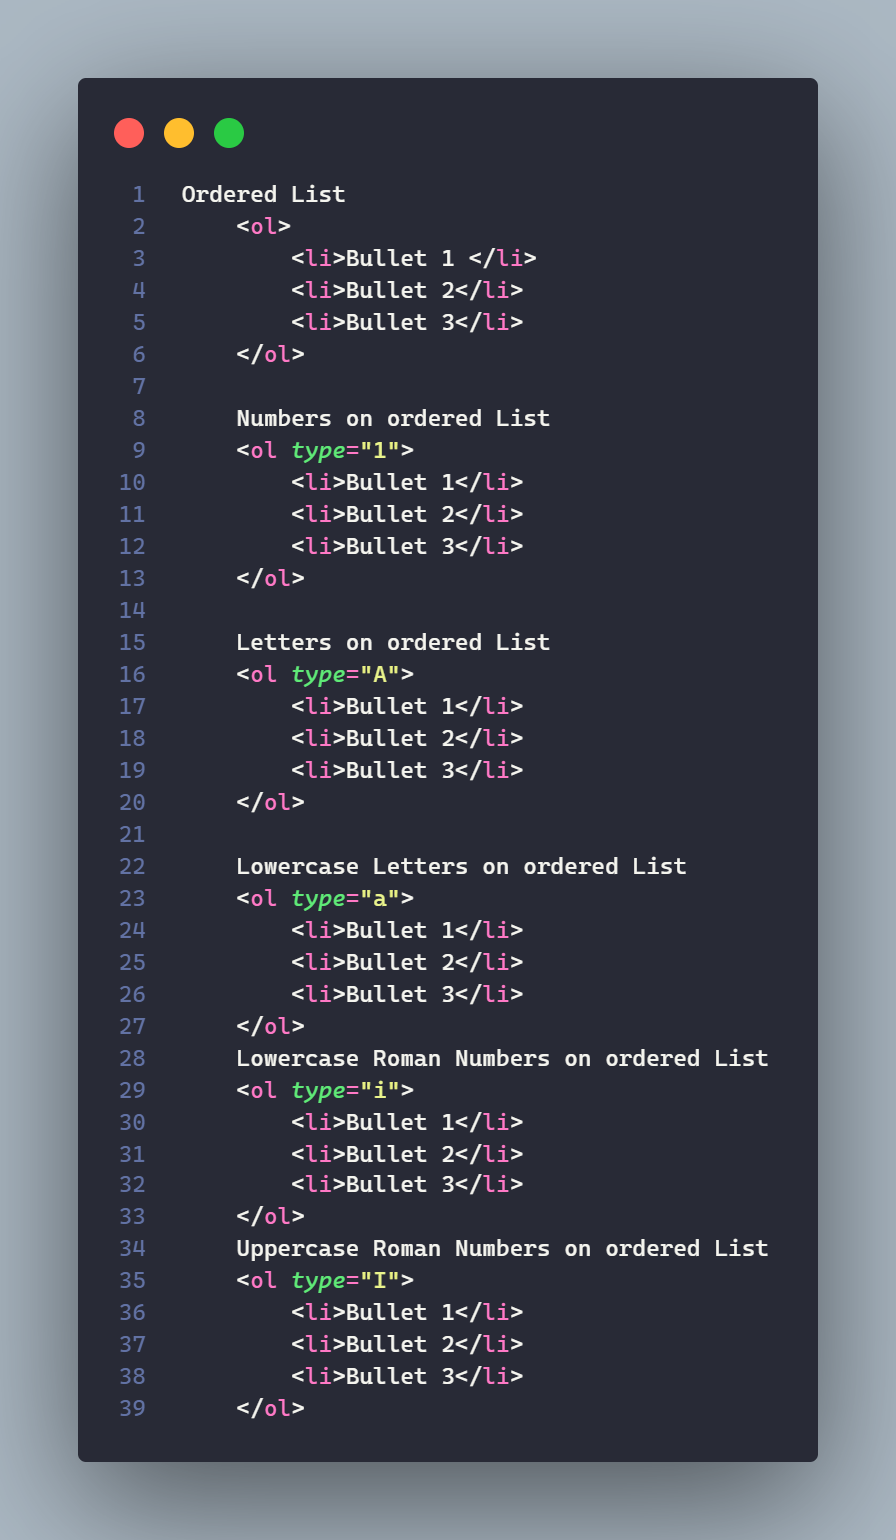 1 Ordered List
2 <ol>
3 <li>Bullet 1 </li>
4 <li>Bullet 2</li>
5 <li>Bullet 3</li>
6 </ol>
7
8 Numbers on ordered List
9 <ol type="1">
10 <li>Bullet 1</li>
11 <li>Bullet 2</li>
12 <li>Bullet 3</li>
13 </ol>
14
15 Letters on ordered List
16 <ol type="A">
17 <li>Bullet 1</li>
18 <li>Bullet 2</li>
19 <li>Bullet 3</li>
20 </ol>
21
22 Lowercase Letters on ordered List
23 <ol type="a">
24 <li>Bullet 1</li>
25 <li>Bullet 2</li>
26 <li>Bullet 3</li>
27 </ol>
28 Lowercase Roman Numbers on ordered List
29 <ol type="i">
30 <li>Bullet 1</li>
31 <li>Bullet 2</li>
32 <li>Bullet 3</li>
33 </ol>
34 Uppercase Roman Numbers on ordered List
35 <ol type="I">
36 <li>Bullet 1</li>
37 <li>Bullet 2</li>
38 <li>Bullet 3</li>
39 </ol>